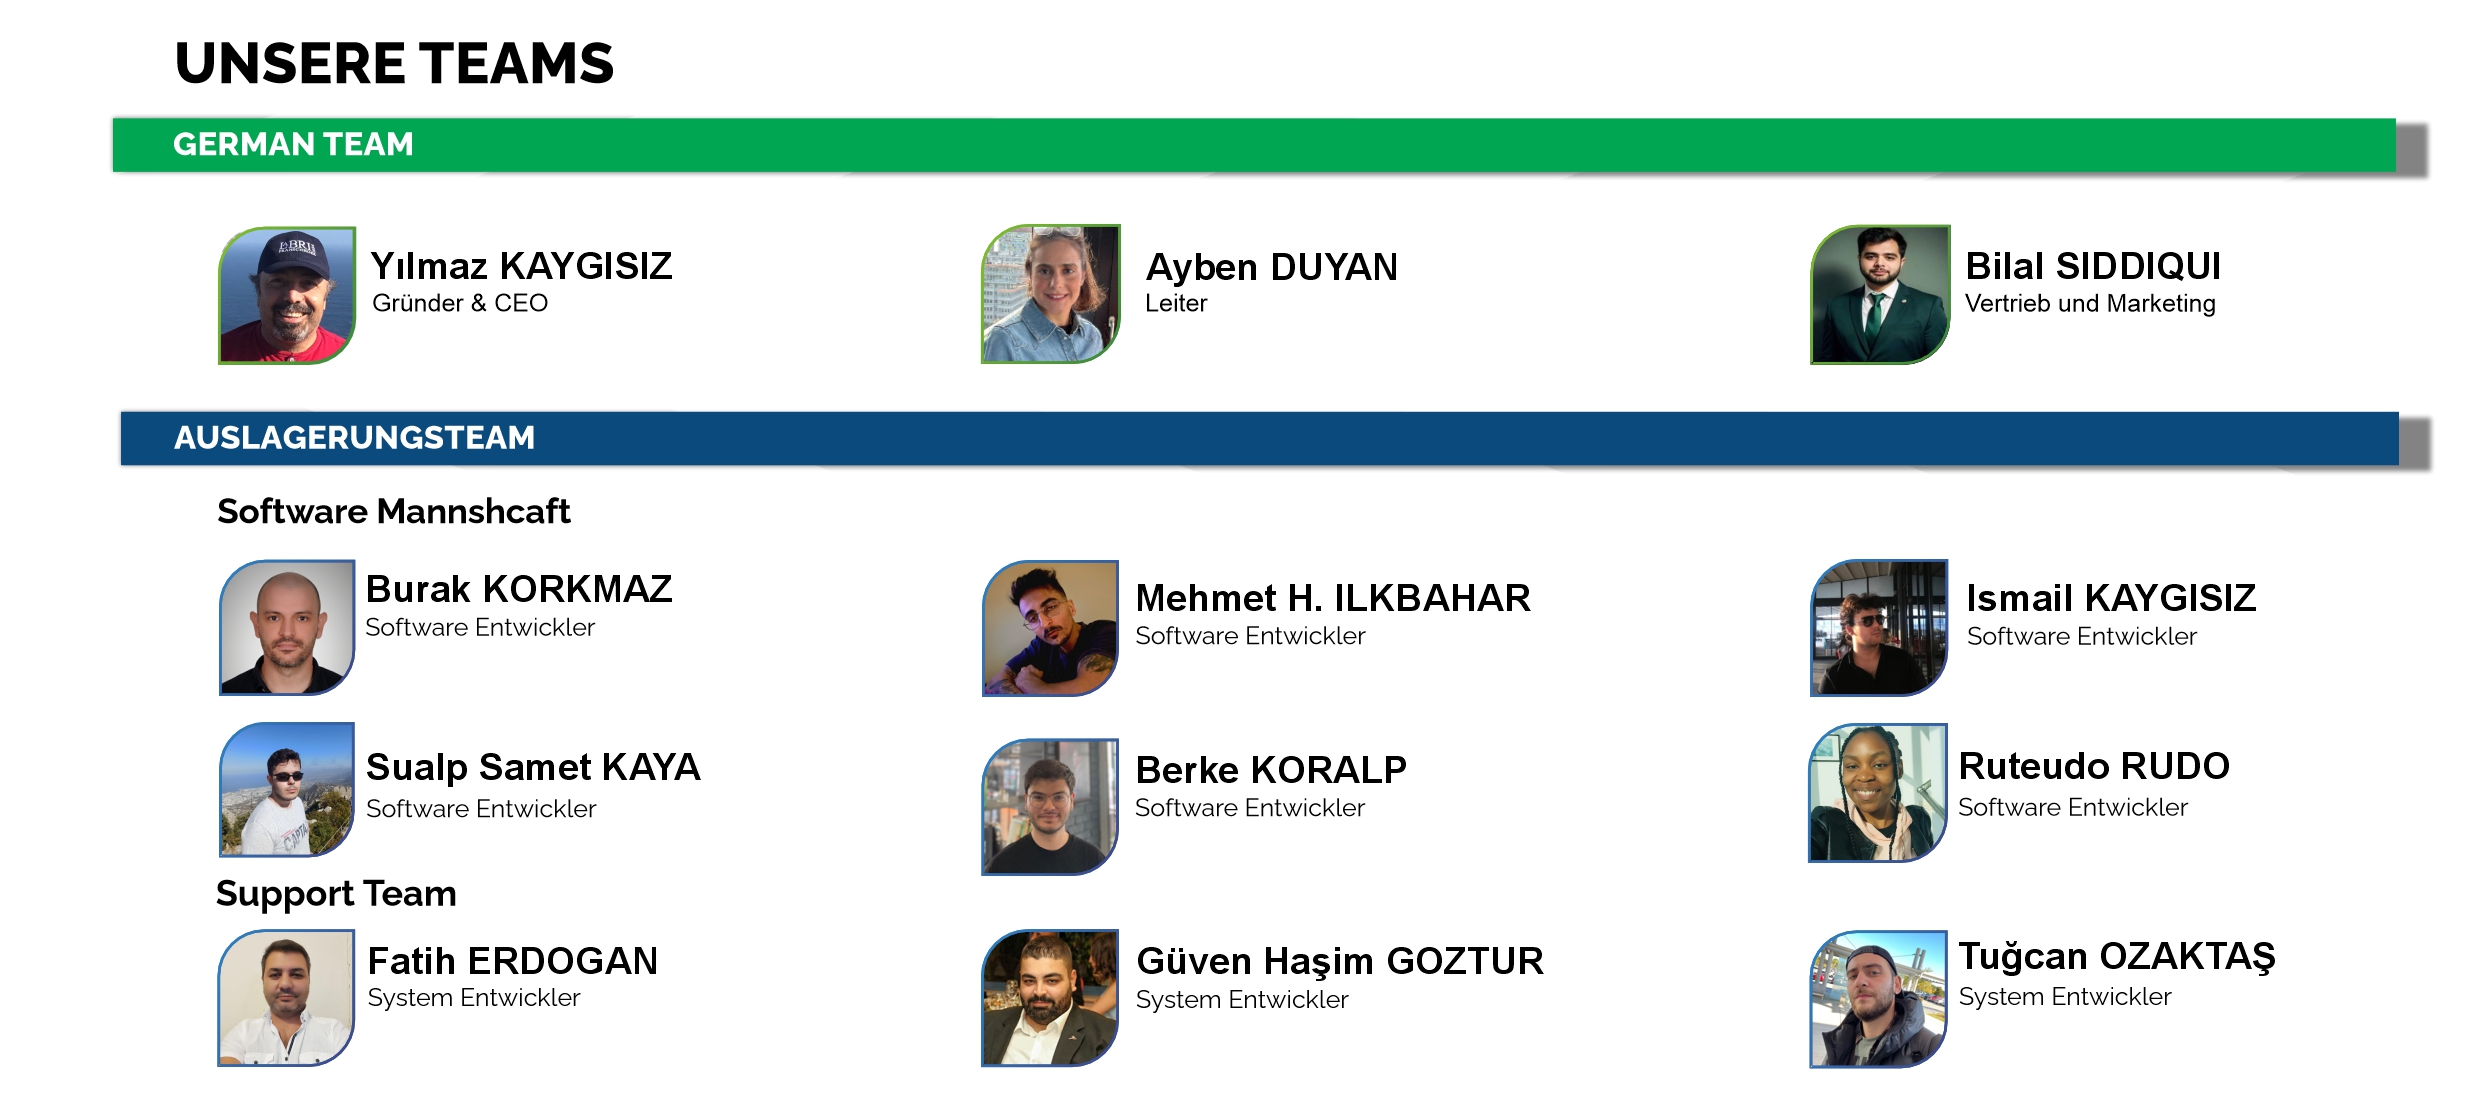 UNSERE TEAMS
GERMAN TEAM
LABRI
Yılmaz KAYGISIZ
Gründer & CEO
Ayben DUYAN
Leiter
Bilal SIDDIQUI
Vertrieb und Marketing
AUSLAGERUNGSTEAM
Software Mannshcaft
Burak KORKMAZ
Software Entwickler
Mehmet H. ILKBAHAR
Software Entwickler
Ismail KAYGISIZ
Software Entwickler
Sualp Samet KAYA
Software Entwickler
Berke KORALP
Software Entwickler
Ruteudo RUDO
Software Entwickler
Support Team
Fatih ERDOGAN
System Entwickler
Güven Haşim GOZTUR
System Entwickler
Tuğcan OZAKTAŞ
System Entwickler